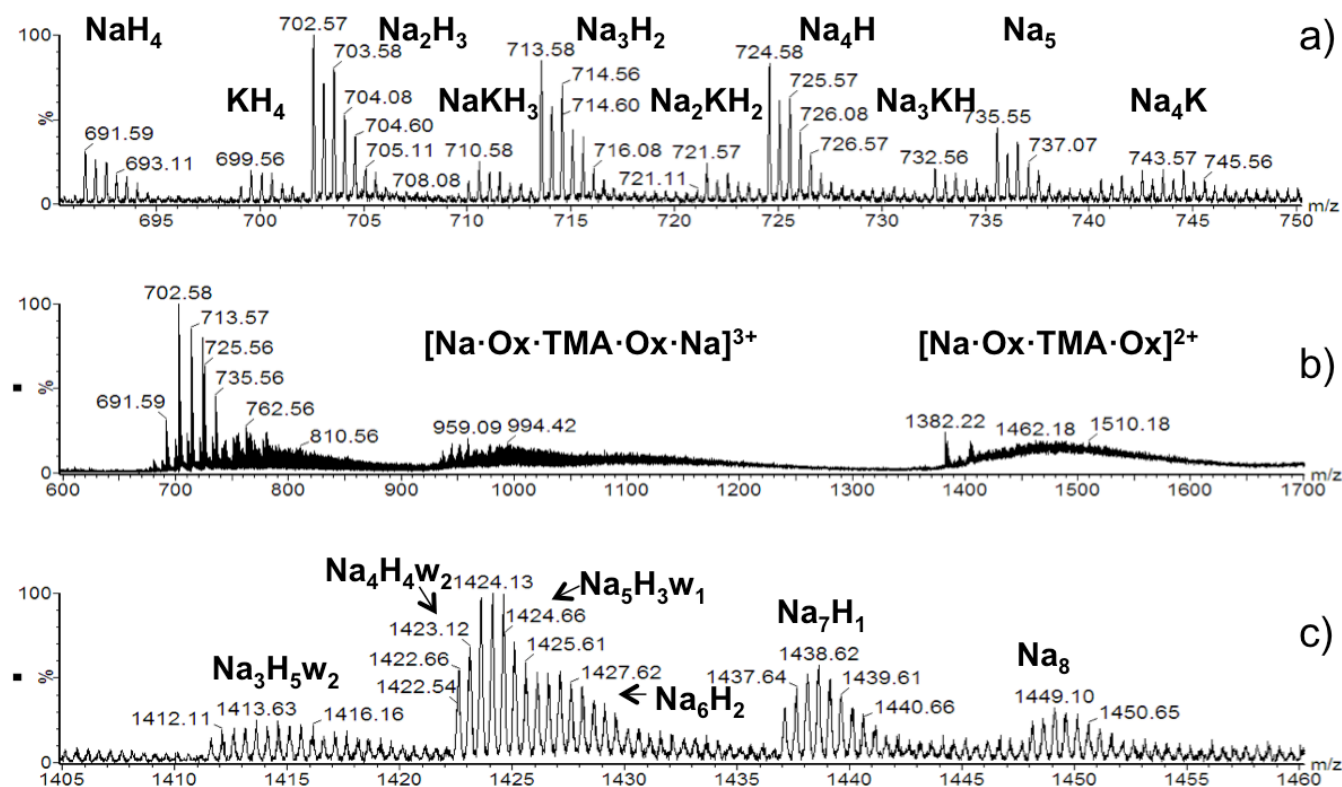 a)
NaH₄ KH₄ Na₂H₃ NaKH₃ Na₃H₂ Na₂KH₂ Na₄H Na₃KH Na₅ Na₄K
100
%
0
691.59 693.11 699.56 702.57 703.58 704.08 704.60 705.11 708.08 710.58 713.58 714.56 714.60 716.08 721.11 721.57 724.58 725.57 726.08 726.57 732.56 735.55 737.07 743.57 745.56
695 700 705 710 715 720 725 730 735 740 745 750 m/z
b)
[Na·Ox·TMA·Ox·Na]³⁺ [Na·Ox·TMA·Ox]²⁺
100
%
0
691.59 702.58 713.57 725.56 735.56 762.56 810.56 959.09 994.42 1382.22 1462.18 1510.18
600 700 800 900 1000 1100 1200 1300 1400 1500 1600 1700 m/z
c)
Na₃H₅w₂ Na₄H₄w₂ Na₅H₃w₁ Na₆H₂ Na₇H₁ Na₈
100
%
0
1412.11 1413.63 1416.16 1422.54 1422.66 1423.12 1424.13 1424.66 1425.61 1427.62 1437.64 1438.62 1439.61 1440.66 1449.10 1450.65
1405 1410 1415 1420 1425 1430 1435 1440 1445 1450 1455 1460 m/z